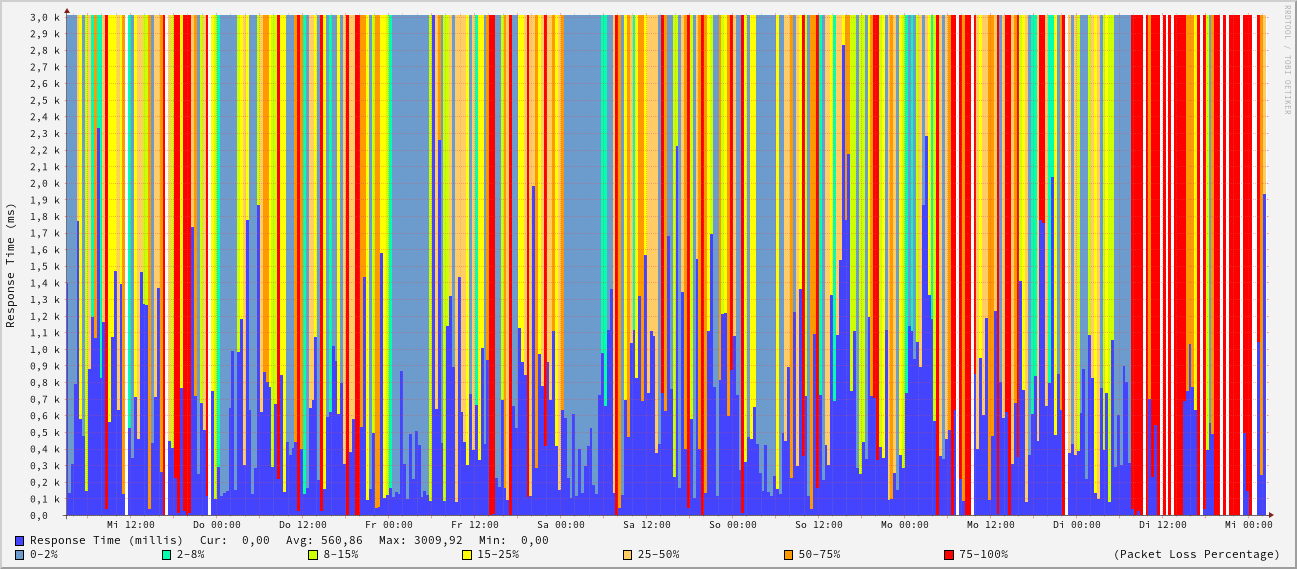 RRDTOOL / TOBI OETIKER
Response Time (ms)
3,0 k
2,9 k
2,8 k
2,7 k
2,6 k
2,5 k
2,4 k
2,3 k
2,2 k
2,1 k
2,0 k
1,9 k
1,8 k
1,7 k
1,6 k
1,5 k
1,4 k
1,3 k
1,2 k
1,1 k
1,0 k
0,9 k
0,8 k
0,7 k
0,6 k
0,5 k
0,4 k
0,3 k
0,2 k
0,1 k
0,0
Mi 12:00 Do 00:00 Do 12:00 Fr 00:00 Fr 12:00 Sa 00:00 Sa 12:00 So 00:00 So 12:00 Mo 00:00 Mo 12:00 Di 00:00 Di 12:00 Mi 00:00
Response Time (millis) Cur: 0,00 Avg: 560,86 Max: 3009,92 Min: 0,00
0-2% 2-8% 8-15% 15-25% 25-50% 50-75% 75-100% (Packet Loss Percentage)